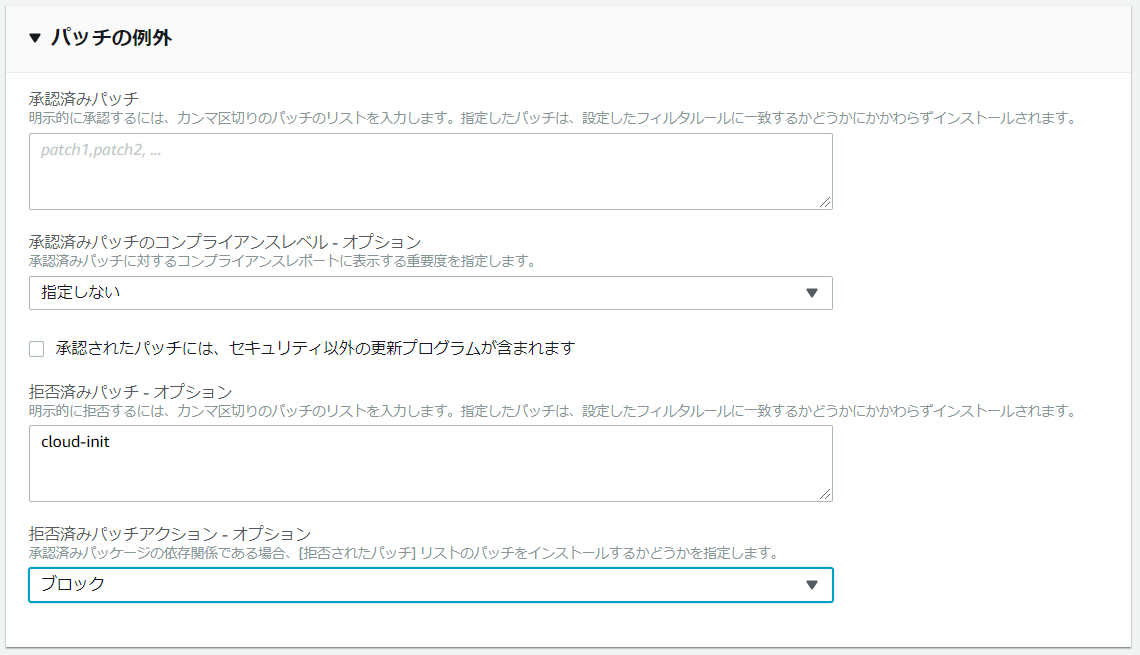 ▼ パッチの例外
承認済みパッチ
明示的に承認するには、カンマ区切りのパッチのリストを入力します。指定したパッチは、設定したフィルタルールに一致するかどうかにかかわらずインストールされます。
patch1,patch2, ...
承認済みパッチのコンプライアンスレベル - オプション
承認済みパッチに対するコンプライアンスレポートに表示する重要度を指定します。
指定しない
承認されたパッチには、セキュリティ以外の更新プログラムが含まれます
拒否済みパッチ - オプション
明示的に拒否するには、カンマ区切りのパッチのリストを入力します。指定したパッチは、設定したフィルタルールに一致するかどうかにかかわらずインストールされます。
cloud-init
拒否済みパッチアクション - オプション
承認済みパッケージの依存関係である場合、[拒否されたパッチ] リストのパッチをインストールするかどうかを指定します。
ブロック